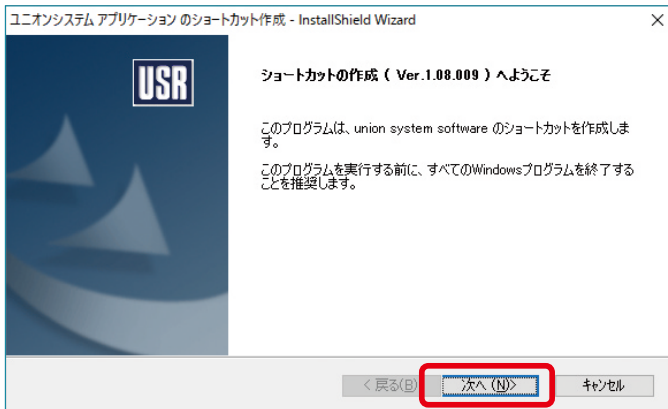 ユニオンシステム アプリケーション のショートカット作成 - InstallShield Wizard
USR
ショートカットの作成 ( Ver.1.08.009 ) へようこそ
このプログラムは、union system software のショートカットを作成しま
す。
このプログラムを実行する前に、すべてのWindowsプログラムを終了する
ことを推奨します。
< 戻る(B)
次へ (N)>
キャンセル